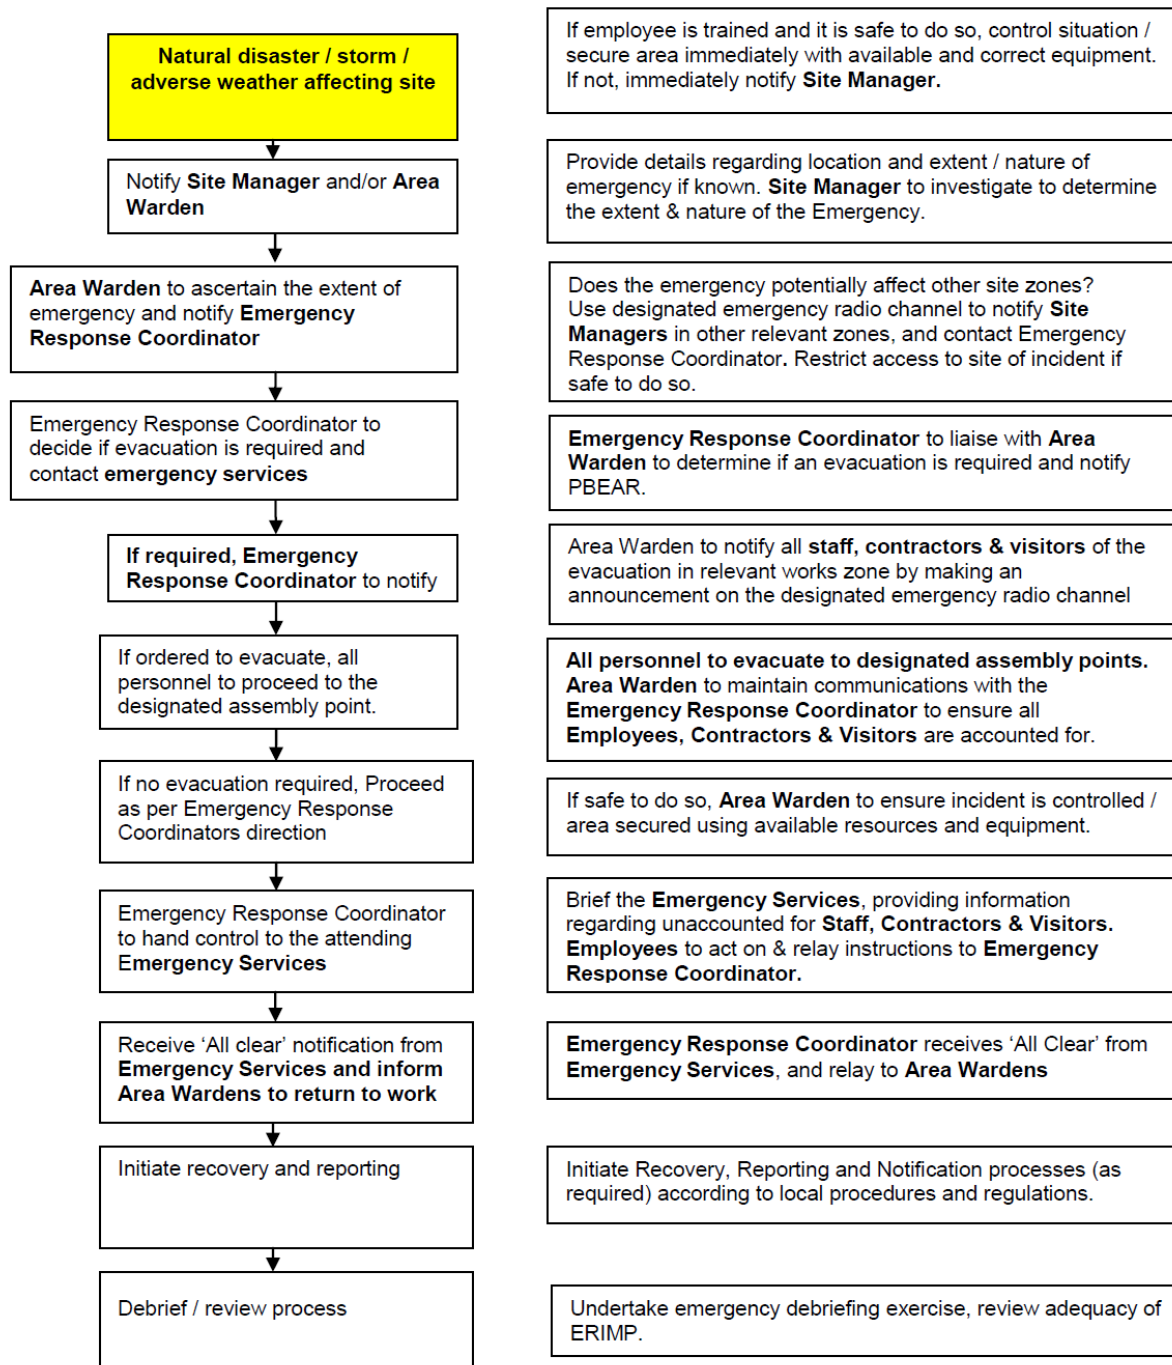 Natural disaster / storm /
adverse weather affecting site
If employee is trained and it is safe to do so, control situation /
secure area immediately with available and correct equipment.
If not, immediately notify Site Manager.
Notify Site Manager and/or Area
Warden
Provide details regarding location and extent / nature of
emergency if known. Site Manager to investigate to determine
the extent & nature of the Emergency.
Area Warden to ascertain the extent of
emergency and notify Emergency
Response Coordinator
Does the emergency potentially affect other site zones?
Use designated emergency radio channel to notify Site
Managers in other relevant zones, and contact Emergency
Response Coordinator. Restrict access to site of incident if
safe to do so.
Emergency Response Coordinator to
decide if evacuation is required and
contact emergency services
Emergency Response Coordinator to liaise with Area
Warden to determine if an evacuation is required and notify
PBEAR.
If required, Emergency
Response Coordinator to notify
Area Warden to notify all staff, contractors & visitors of the
evacuation in relevant works zone by making an
announcement on the designated emergency radio channel
If ordered to evacuate, all
personnel to proceed to the
designated assembly point.
All personnel to evacuate to designated assembly points.
Area Warden to maintain communications with the
Emergency Response Coordinator to ensure all
Employees, Contractors & Visitors are accounted for.
If no evacuation required, Proceed
as per Emergency Response
Coordinators direction
If safe to do so, Area Warden to ensure incident is controlled /
area secured using available resources and equipment.
Emergency Response Coordinator
to hand control to the attending
Emergency Services
Brief the Emergency Services, providing information
regarding unaccounted for Staff, Contractors & Visitors.
Employees to act on & relay instructions to Emergency
Response Coordinator.
Receive ‘All clear’ notification from
Emergency Services and inform
Area Wardens to return to work
Emergency Response Coordinator receives ‘All Clear’ from
Emergency Services, and relay to Area Wardens
Initiate recovery and reporting
Initiate Recovery, Reporting and Notification processes (as
required) according to local procedures and regulations.
Debrief / review process
Undertake emergency debriefing exercise, review adequacy of
ERIMP.